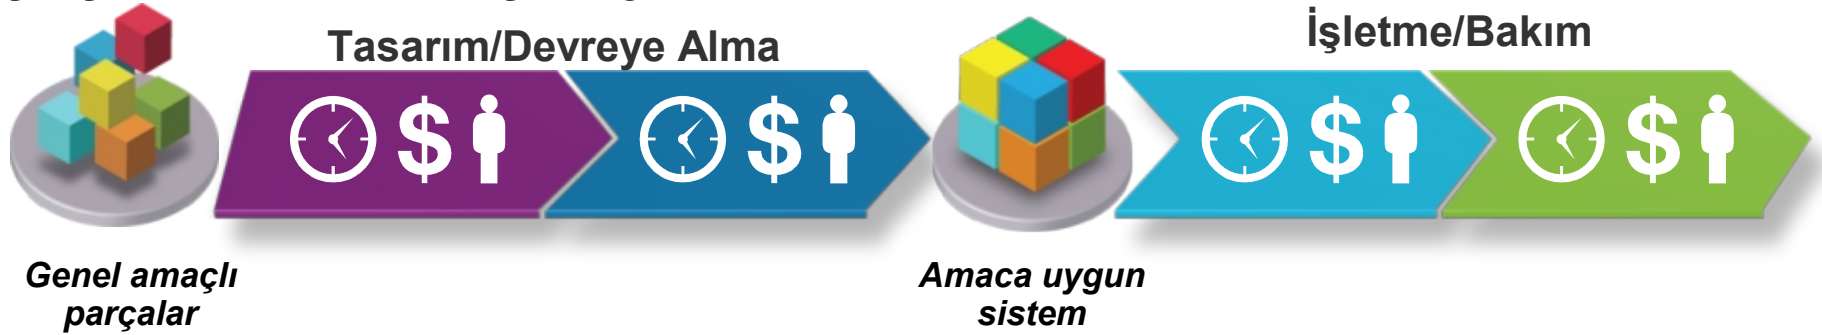 Tasarım/Devreye Alma
İşletme/Bakım
$ $ $ $
Genel amaçlı
parçalar
Amaca uygun
sistem